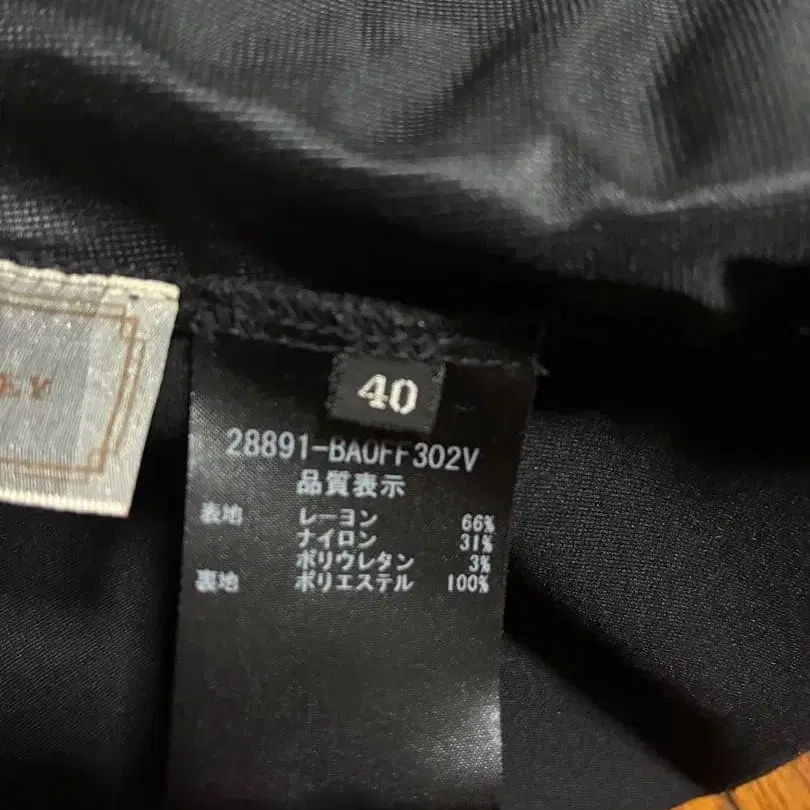 EY
40
28891-BAOFF302V
品質表示
表地 レーヨン 66%
ナイロン 31%
ポリウレタン 3%
裏地 ポリエステル 100%